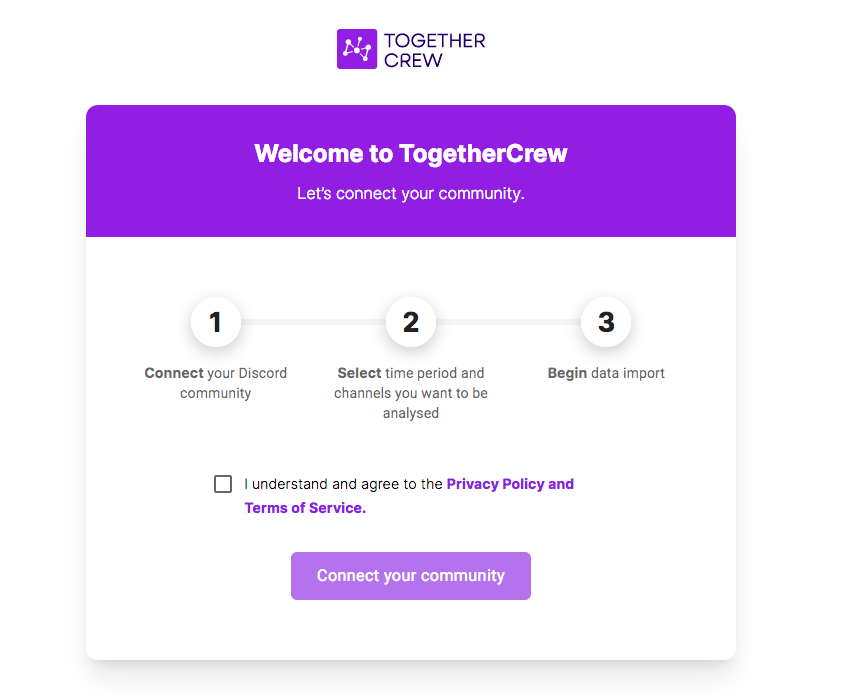 TOGETHER
CREW
Welcome to TogetherCrew
Let's connect your community.
1
2
3
Connect your Discord
community
Select time period and
channels you want to be
analysed
Begin data import
I understand and agree to the Privacy Policy and
Terms of Service.
Connect your community